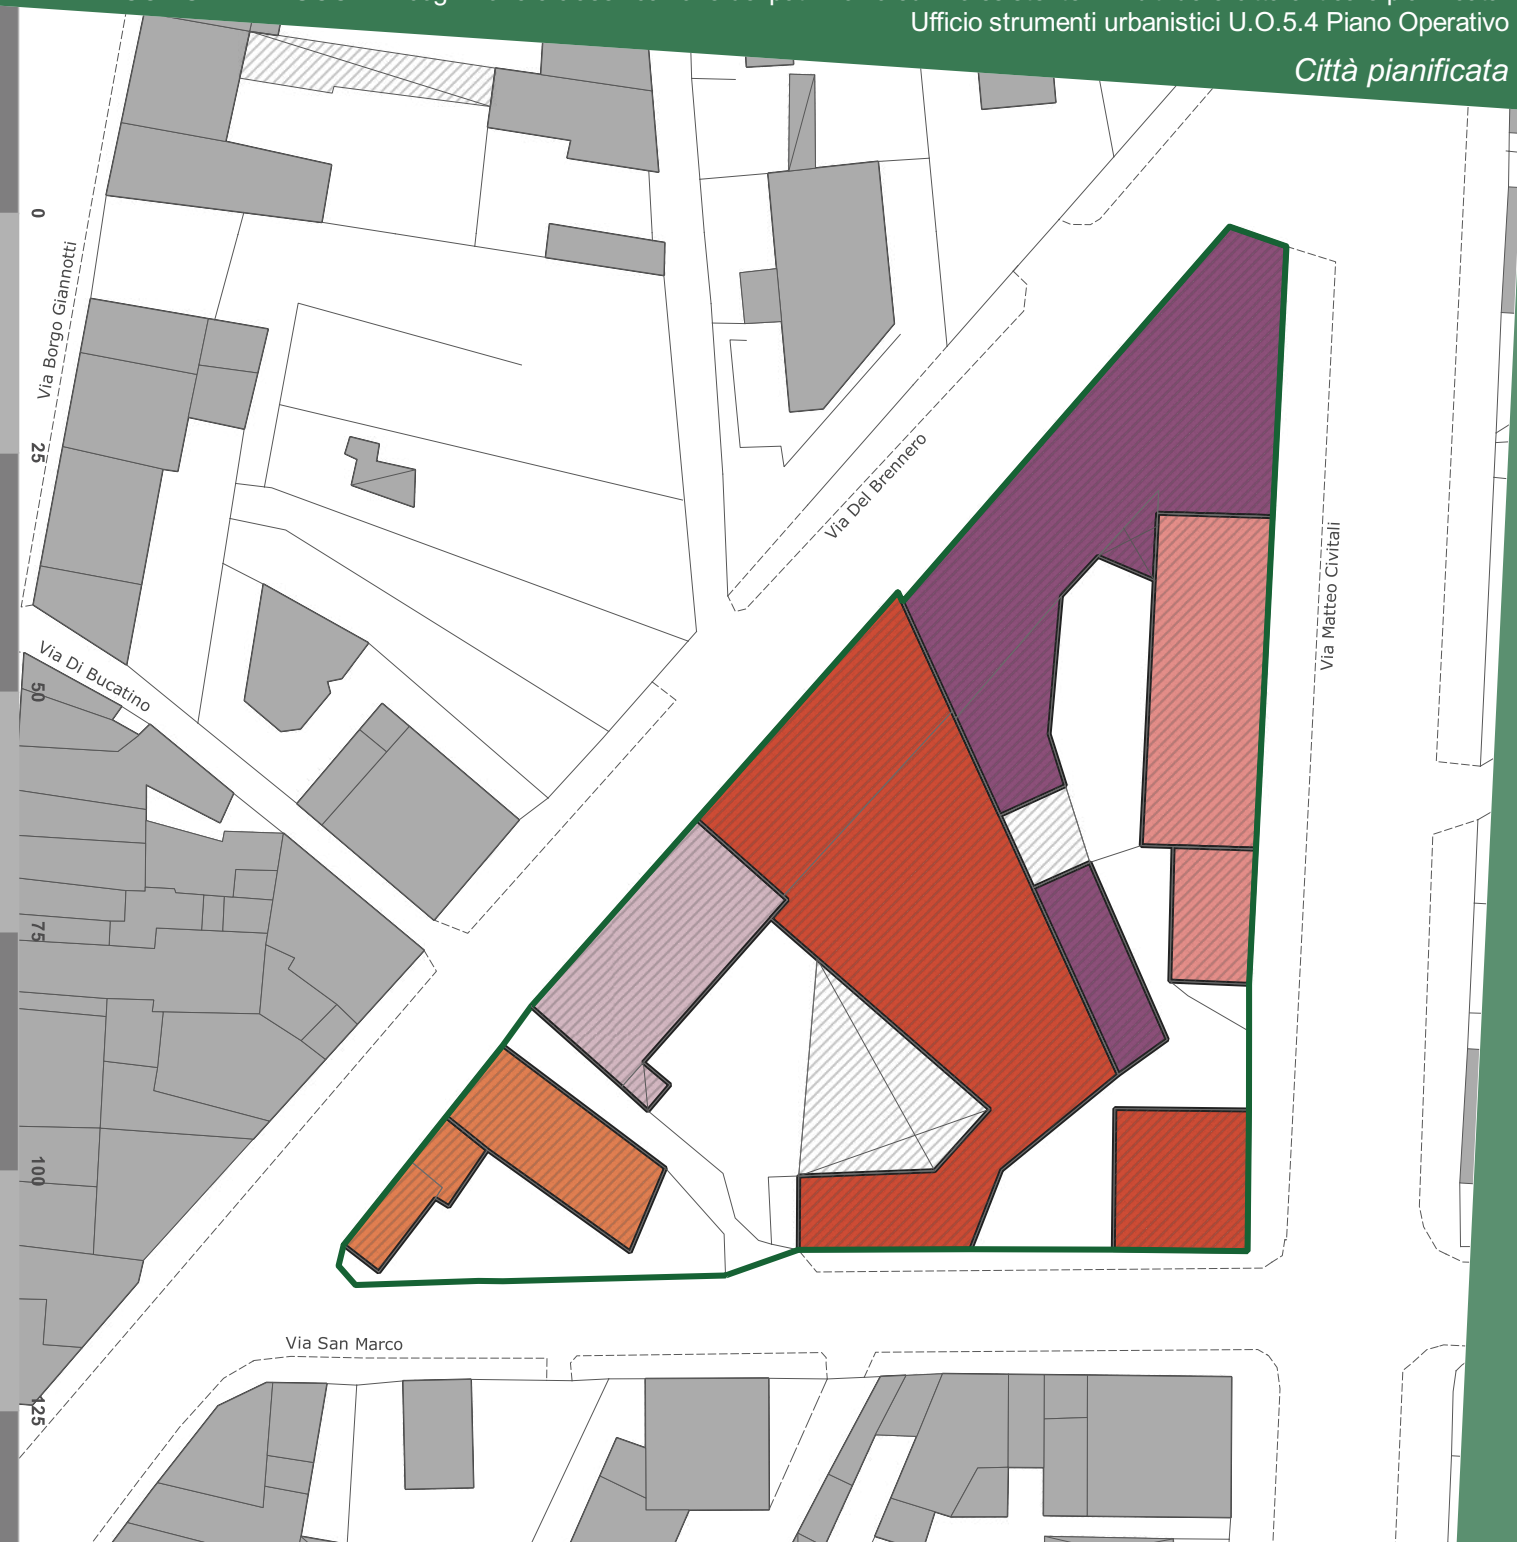 Ufficio strumenti urbanistici U.O.5.4 Piano Operativo
Città pianificata
Via Borgo Giannotti
Via Del Brennero
Via Matteo Civitali
Via Di Bucatino
Via San Marco
0
25
50
75
100
125